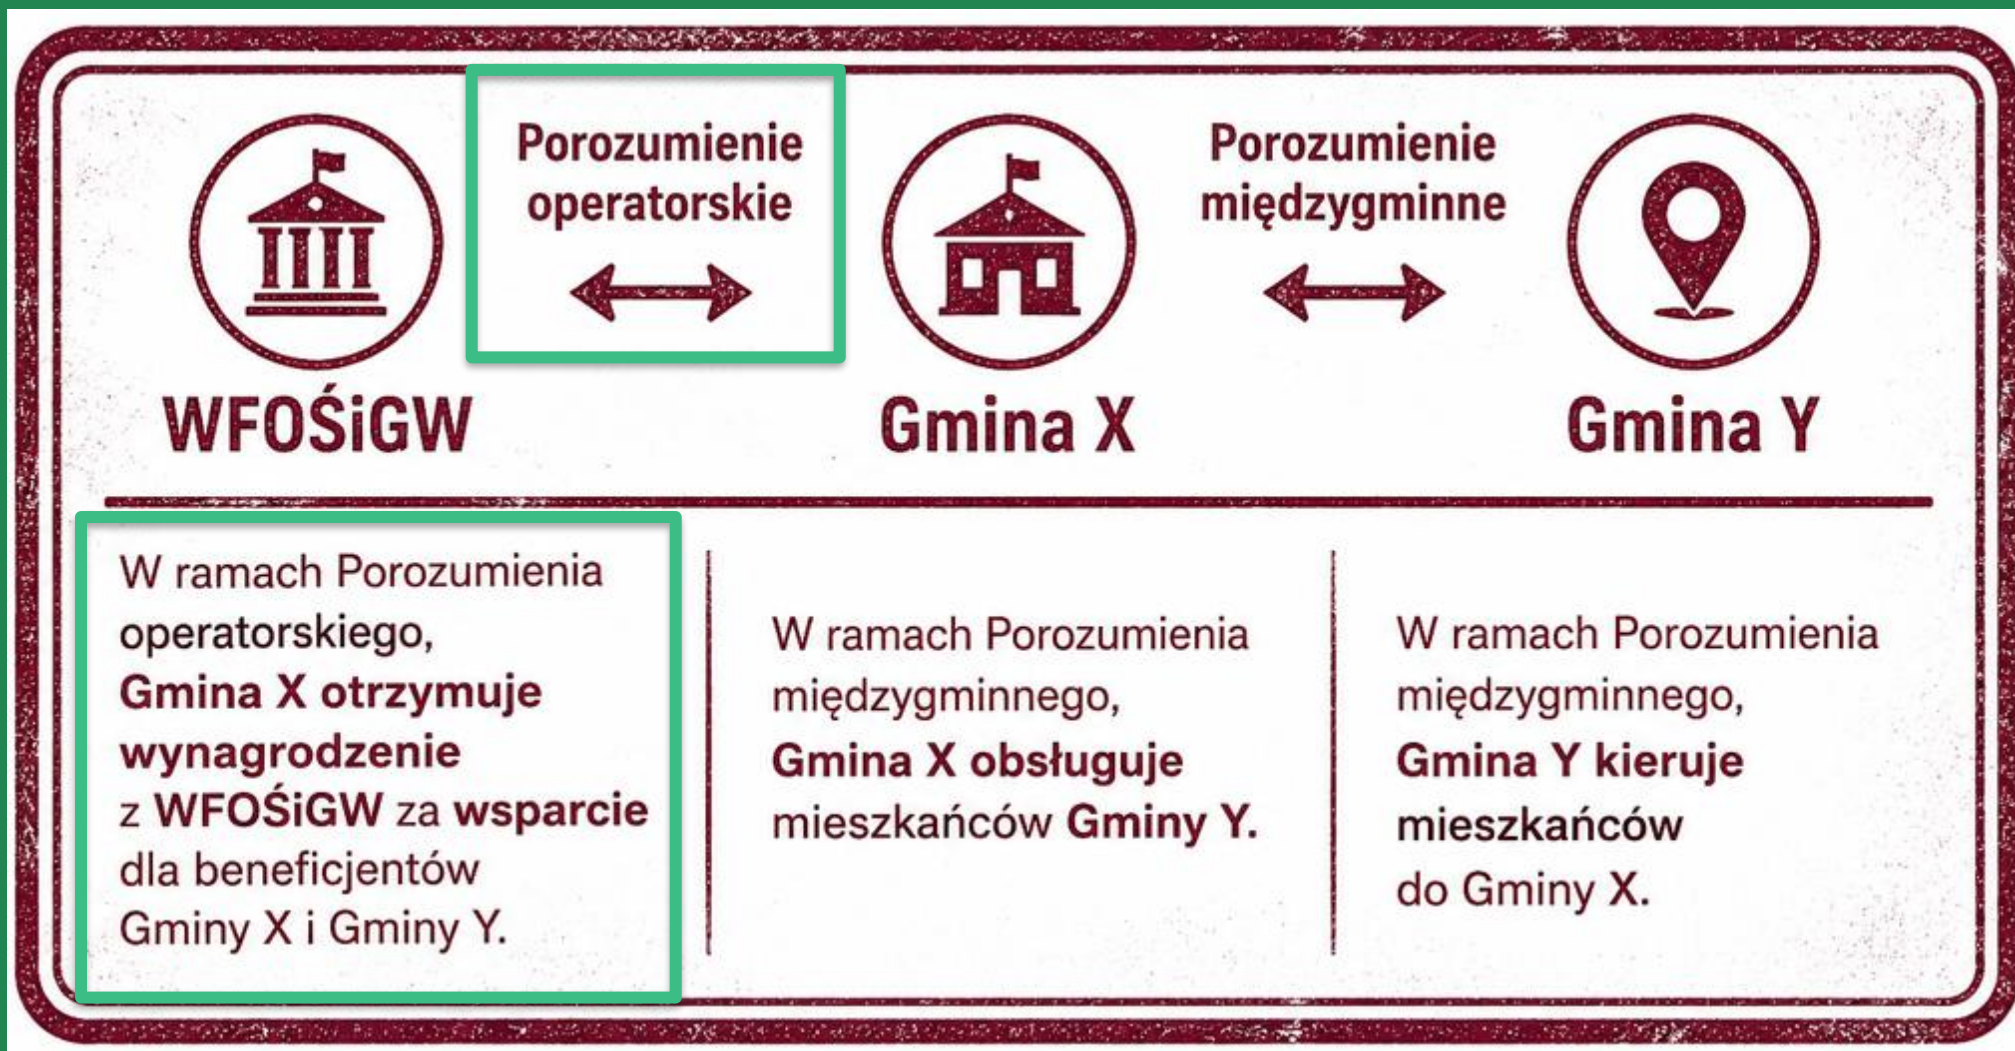 Porozumienie
operatorskie
Porozumienie
międzygminne
WFOŚiGW
Gmina X
Gmina Y
W ramach Porozumienia
operatorskiego,
Gmina X otrzymuje
wynagrodzenie
z WFOŚiGW za wsparcie
dla beneficjentów
Gminy X i Gminy Y.
W ramach Porozumienia
międzygminnego,
Gmina X obsługuje
mieszkańców Gminy Y.
W ramach Porozumienia
międzygminnego,
Gmina Y kieruje
mieszkańców
do Gminy X.